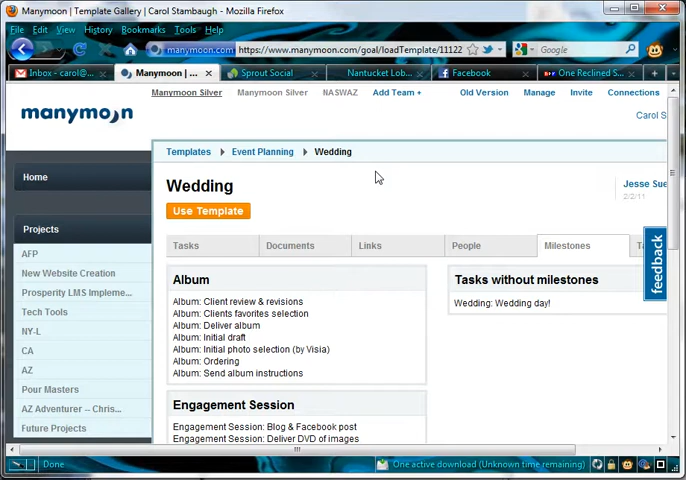 Manymoon | Template Gallery | Carol Stambaugh - Mozilla Firefox
File Edit View History Bookmarks Tools Help
manymoon.com https://www.manymoon.com/goal/loadTemplate/11122
Google
Inbox - carol@...
Manymoon | ...
Sprout Social
Nantucket Lob...
Facebook
One Reclined S...
Manymoon Silver Manymoon Silver NASWAZ Add Team + Old Version Manage Invite Connections
manymoon
Carol S
Templates Event Planning Wedding
Home
Wedding
Jesse Sue
2/2/11
Use Template
Projects
Tasks Documents Links People Milestones
feedback
AFP
New Website Creation
Prosperity LMS Impleme...
Tech Tools
NY-L
CA
AZ
Pour Masters
AZ Adventurer -- Chris...
Future Projects
Album
Album: Client review & revisions
Album: Clients favorites selection
Album: Deliver album
Album: Initial draft
Album: Initial photo selection (by Visia)
Album: Ordering
Album: Send album instructions
Tasks without milestones
Wedding: Wedding day!
Engagement Session
Engagement Session: Blog & Facebook post
Engagement Session: Deliver DVD of images
Done
One active download (Unknown time remaining)